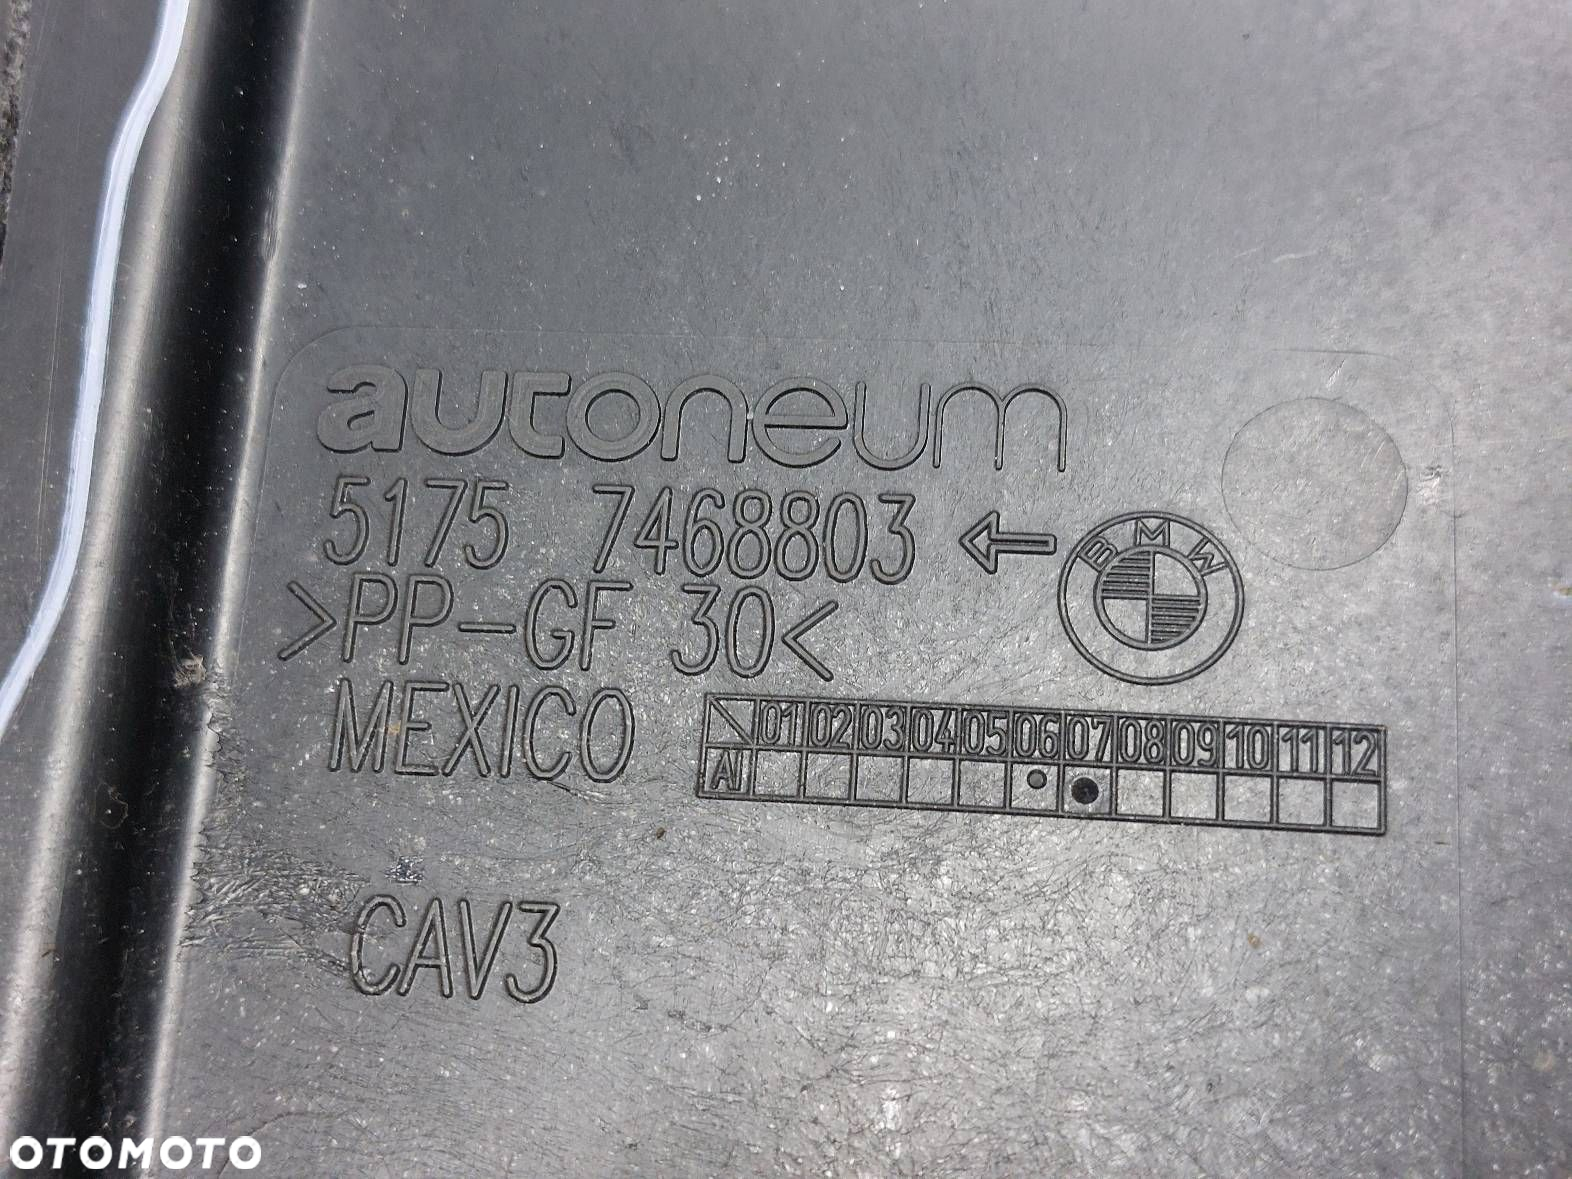 autoneum
5175 7468803
BMW
>PP-GF 30<
MEXICO
01 02 03 04 05 06 07 08 09 10 11 12
AI
CAV3
OTOMOTO